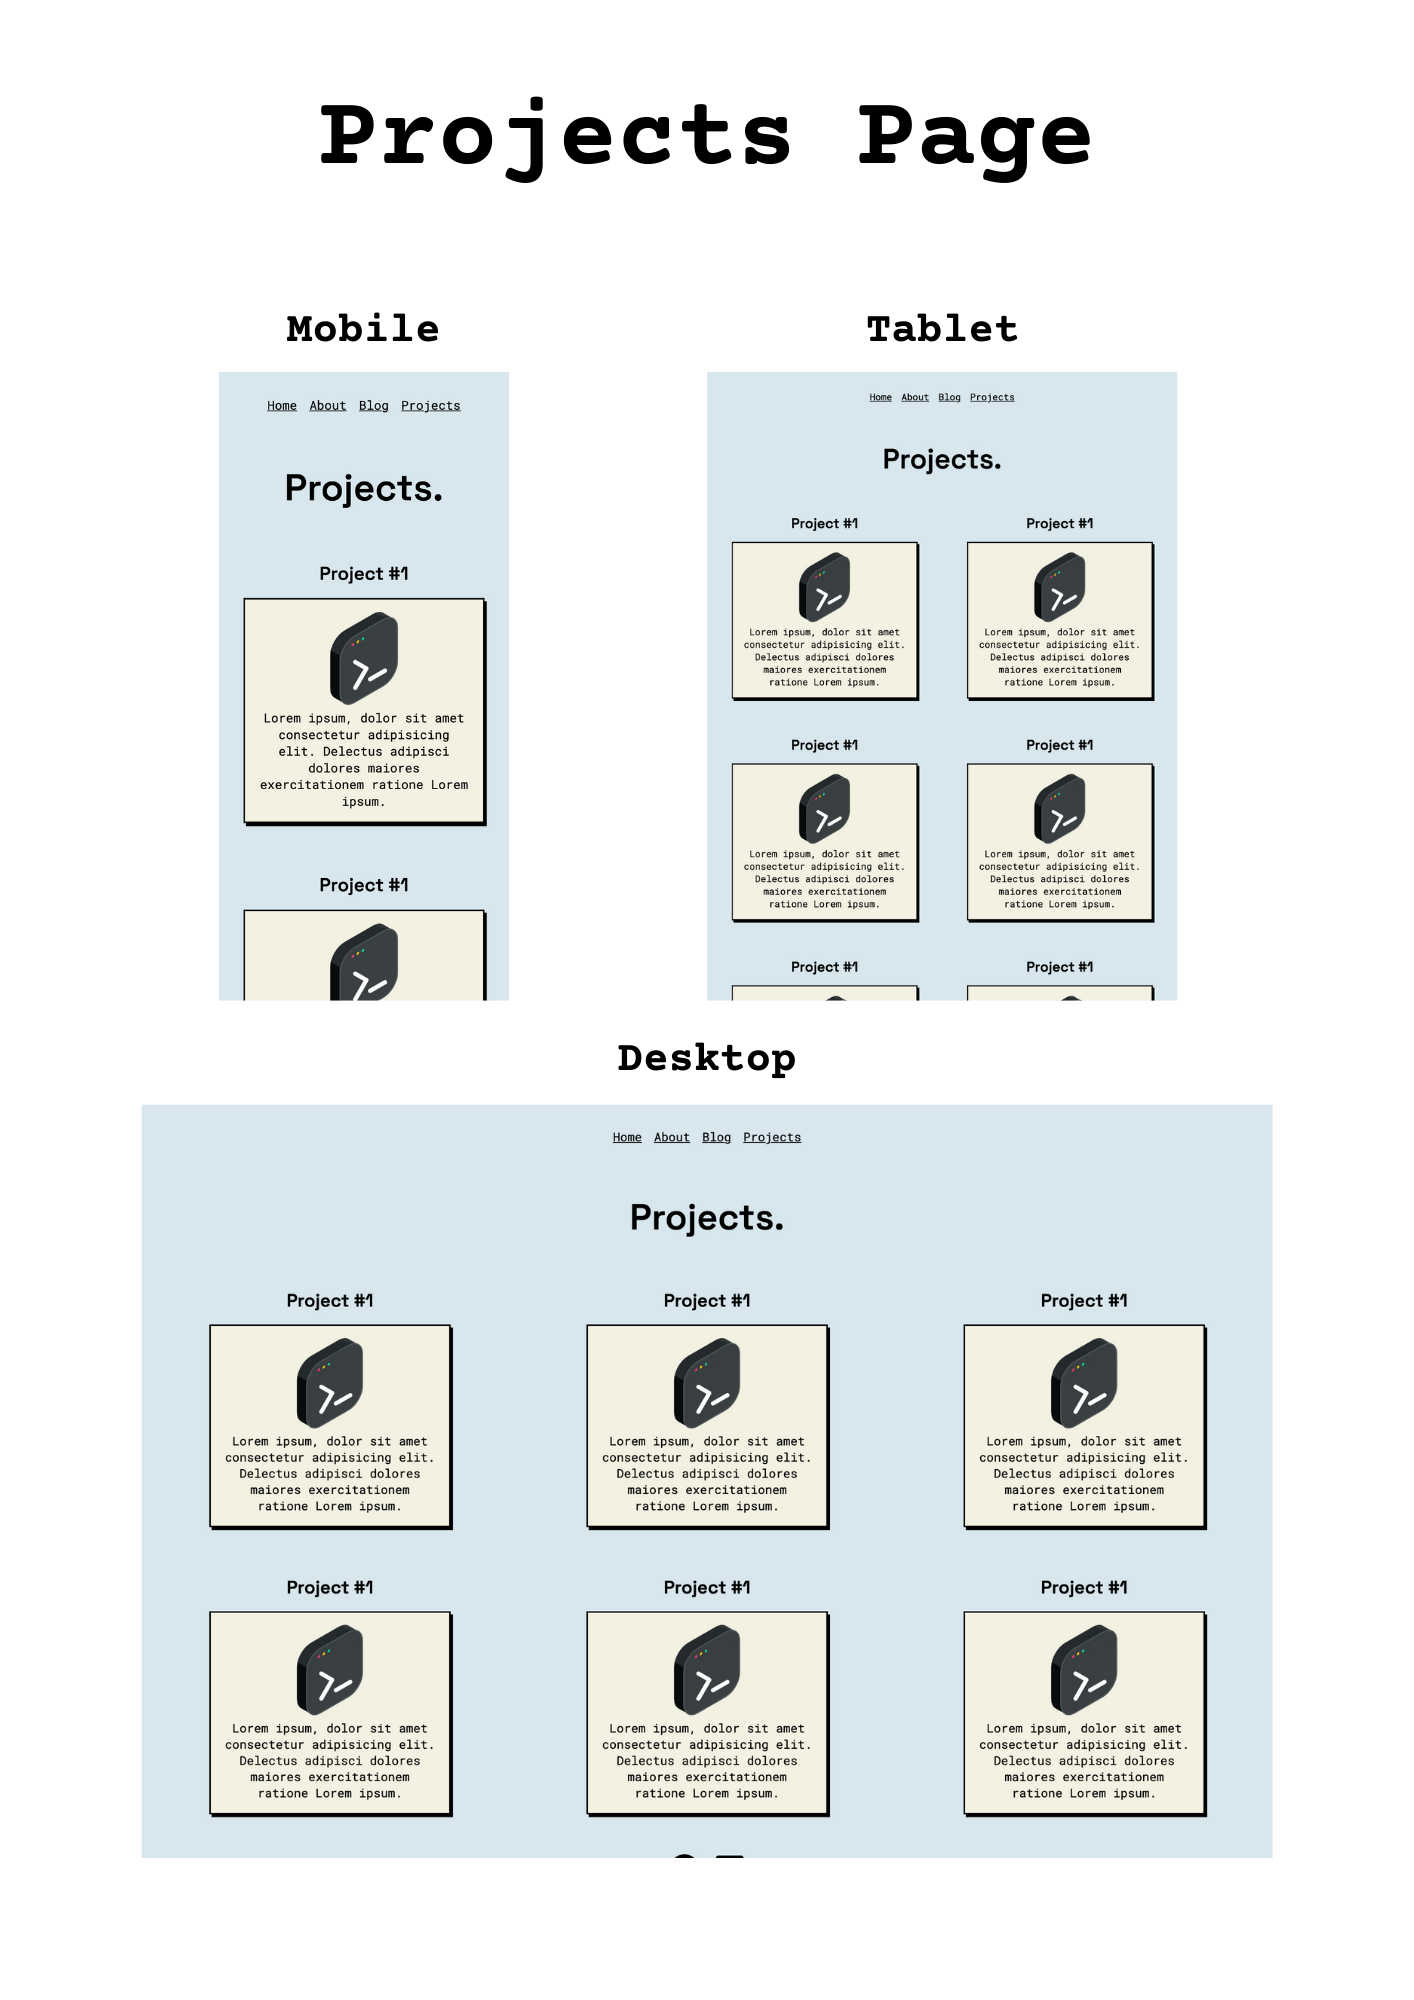 Projects Page
Mobile
Home About Blog Projects
Projects.
Project #1
Lorem ipsum, dolor sit amet
consectetur adipisicing
elit. Delectus adipisci
dolores maiores
exercitationem ratione Lorem
ipsum.
Project #1
Tablet
Home About Blog Projects
Projects.
Project #1
Lorem ipsum, dolor sit amet
consectetur adipisicing elit.
Delectus adipisci dolores
maiores exercitationem
ratione Lorem ipsum.
Project #1
Lorem ipsum, dolor sit amet
consectetur adipisicing elit.
Delectus adipisci dolores
maiores exercitationem
ratione Lorem ipsum.
Project #1
Lorem ipsum, dolor sit amet
consectetur adipisicing elit.
Delectus adipisci dolores
maiores exercitationem
ratione Lorem ipsum.
Project #1
Lorem ipsum, dolor sit amet
consectetur adipisicing elit.
Delectus adipisci dolores
maiores exercitationem
ratione Lorem ipsum.
Project #1
Project #1
Desktop
Home About Blog Projects
Projects.
Project #1
Lorem ipsum, dolor sit amet
consectetur adipisicing elit.
Delectus adipisci dolores
maiores exercitationem
ratione Lorem ipsum.
Project #1
Lorem ipsum, dolor sit amet
consectetur adipisicing elit.
Delectus adipisci dolores
maiores exercitationem
ratione Lorem ipsum.
Project #1
Lorem ipsum, dolor sit amet
consectetur adipisicing elit.
Delectus adipisci dolores
maiores exercitationem
ratione Lorem ipsum.
Project #1
Lorem ipsum, dolor sit amet
consectetur adipisicing elit.
Delectus adipisci dolores
maiores exercitationem
ratione Lorem ipsum.
Project #1
Lorem ipsum, dolor sit amet
consectetur adipisicing elit.
Delectus adipisci dolores
maiores exercitationem
ratione Lorem ipsum.
Project #1
Lorem ipsum, dolor sit amet
consectetur adipisicing elit.
Delectus adipisci dolores
maiores exercitationem
ratione Lorem ipsum.